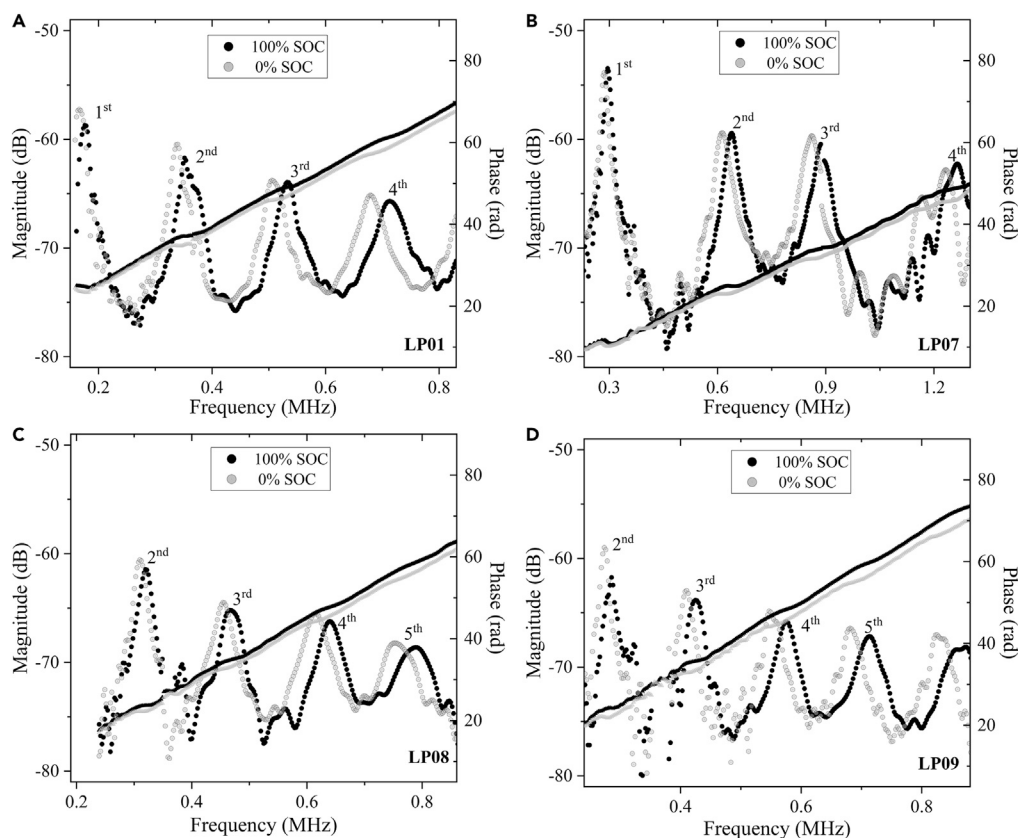 A
100% SOC
0% SOC
1st
2nd
3rd
4th
-50
-60
-70
-80
80
60
40
20
0.2 0.4 0.6 0.8
Magnitude (dB)
Phase (rad)
Frequency (MHz)
LP01
B
100% SOC
0% SOC
1st
2nd
3rd
4th
-50
-60
-70
-80
80
60
40
20
0.3 0.6 0.9 1.2
Magnitude (dB)
Phase (rad)
Frequency (MHz)
LP07
C
100% SOC
0% SOC
2nd
3rd
4th
5th
-50
-60
-70
-80
80
60
40
20
0.2 0.4 0.6 0.8
Magnitude (dB)
Phase (rad)
Frequency (MHz)
LP08
D
100% SOC
0% SOC
2nd
3rd
4th
5th
-50
-60
-70
-80
80
60
40
20
0.4 0.6 0.8
Magnitude (dB)
Phase (rad)
Frequency (MHz)
LP09